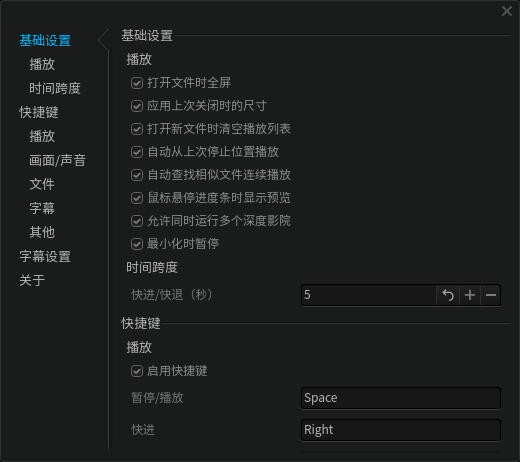 基础设置
播放
时间跨度
快捷键
播放
画面/声音
文件
字幕
其他
字幕设置
关于
基础设置
播放
打开文件时全屏
应用上次关闭时的尺寸
打开新文件时清空播放列表
自动从上次停止位置播放
自动查找相似文件连续播放
鼠标悬停进度条时显示预览
允许同时运行多个深度影院
最小化时暂停
时间跨度
快进/快退（秒） 5
快捷键
播放
启用快捷键
暂停/播放 Space
快进 Right